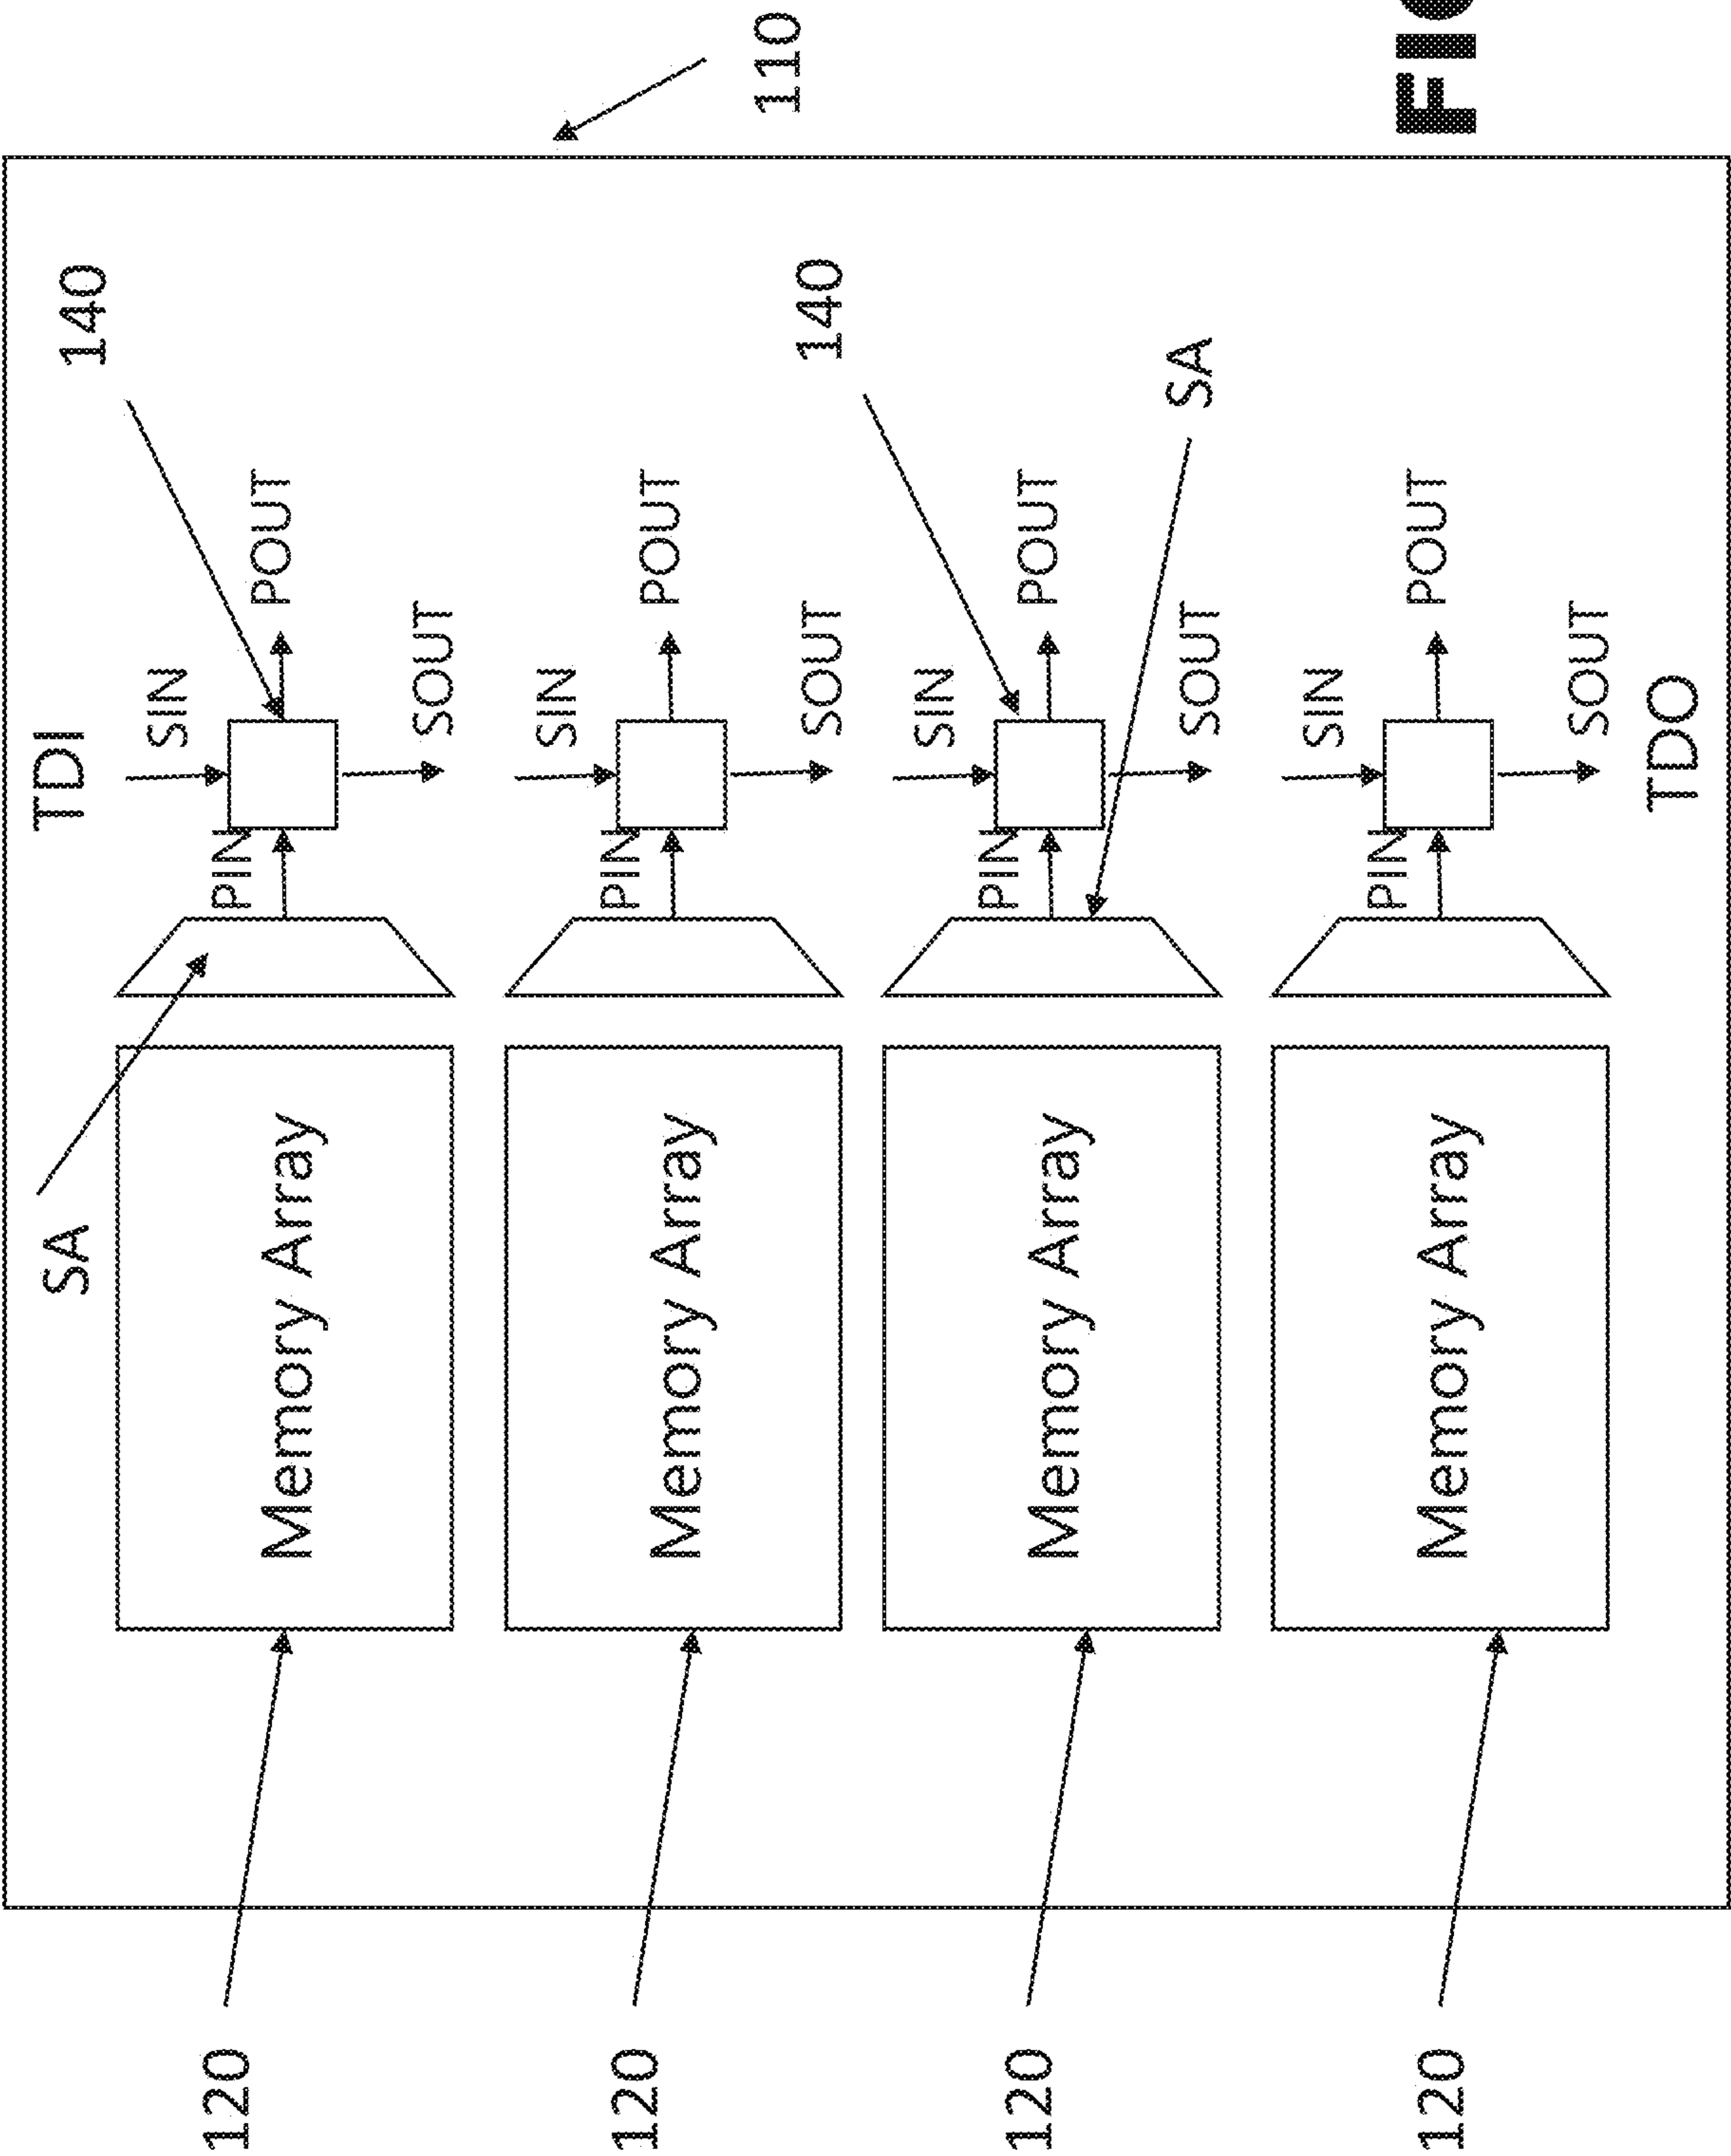 SA
TDI
140
SIN
PIN
120
Memory Array
POUT
SOUT
SIN
PIN
120
Memory Array
POUT
SOUT
110
140
SIN
PIN
120
Memory Array
POUT
SOUT
SA
SIN
PIN
120
Memory Array
POUT
SOUT
TDO